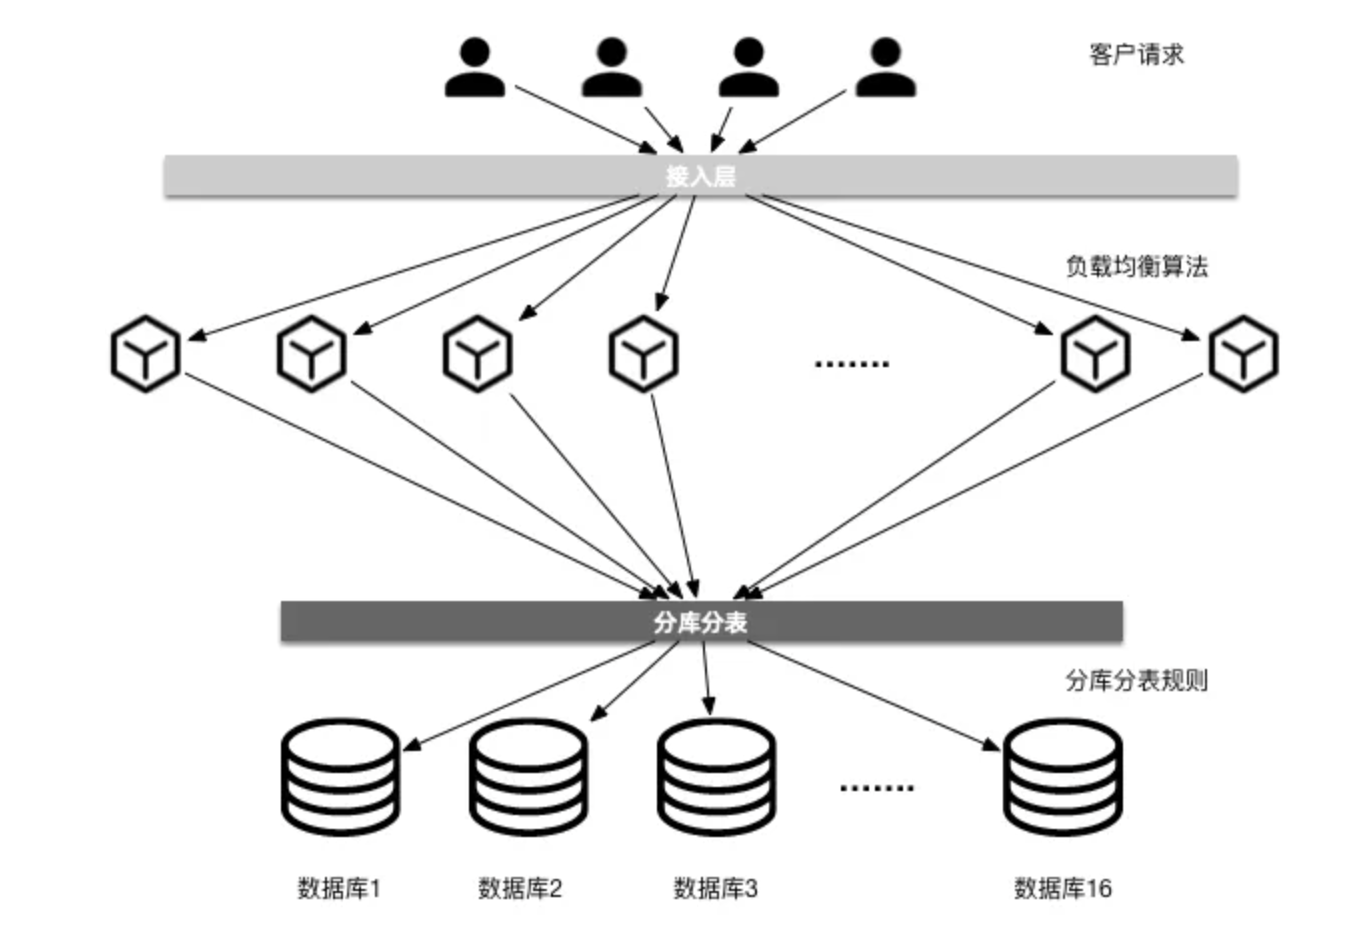 客户请求
接入层
负载均衡算法
.......
分库分表
分库分表规则
.......
数据库1
数据库2
数据库3
数据库16